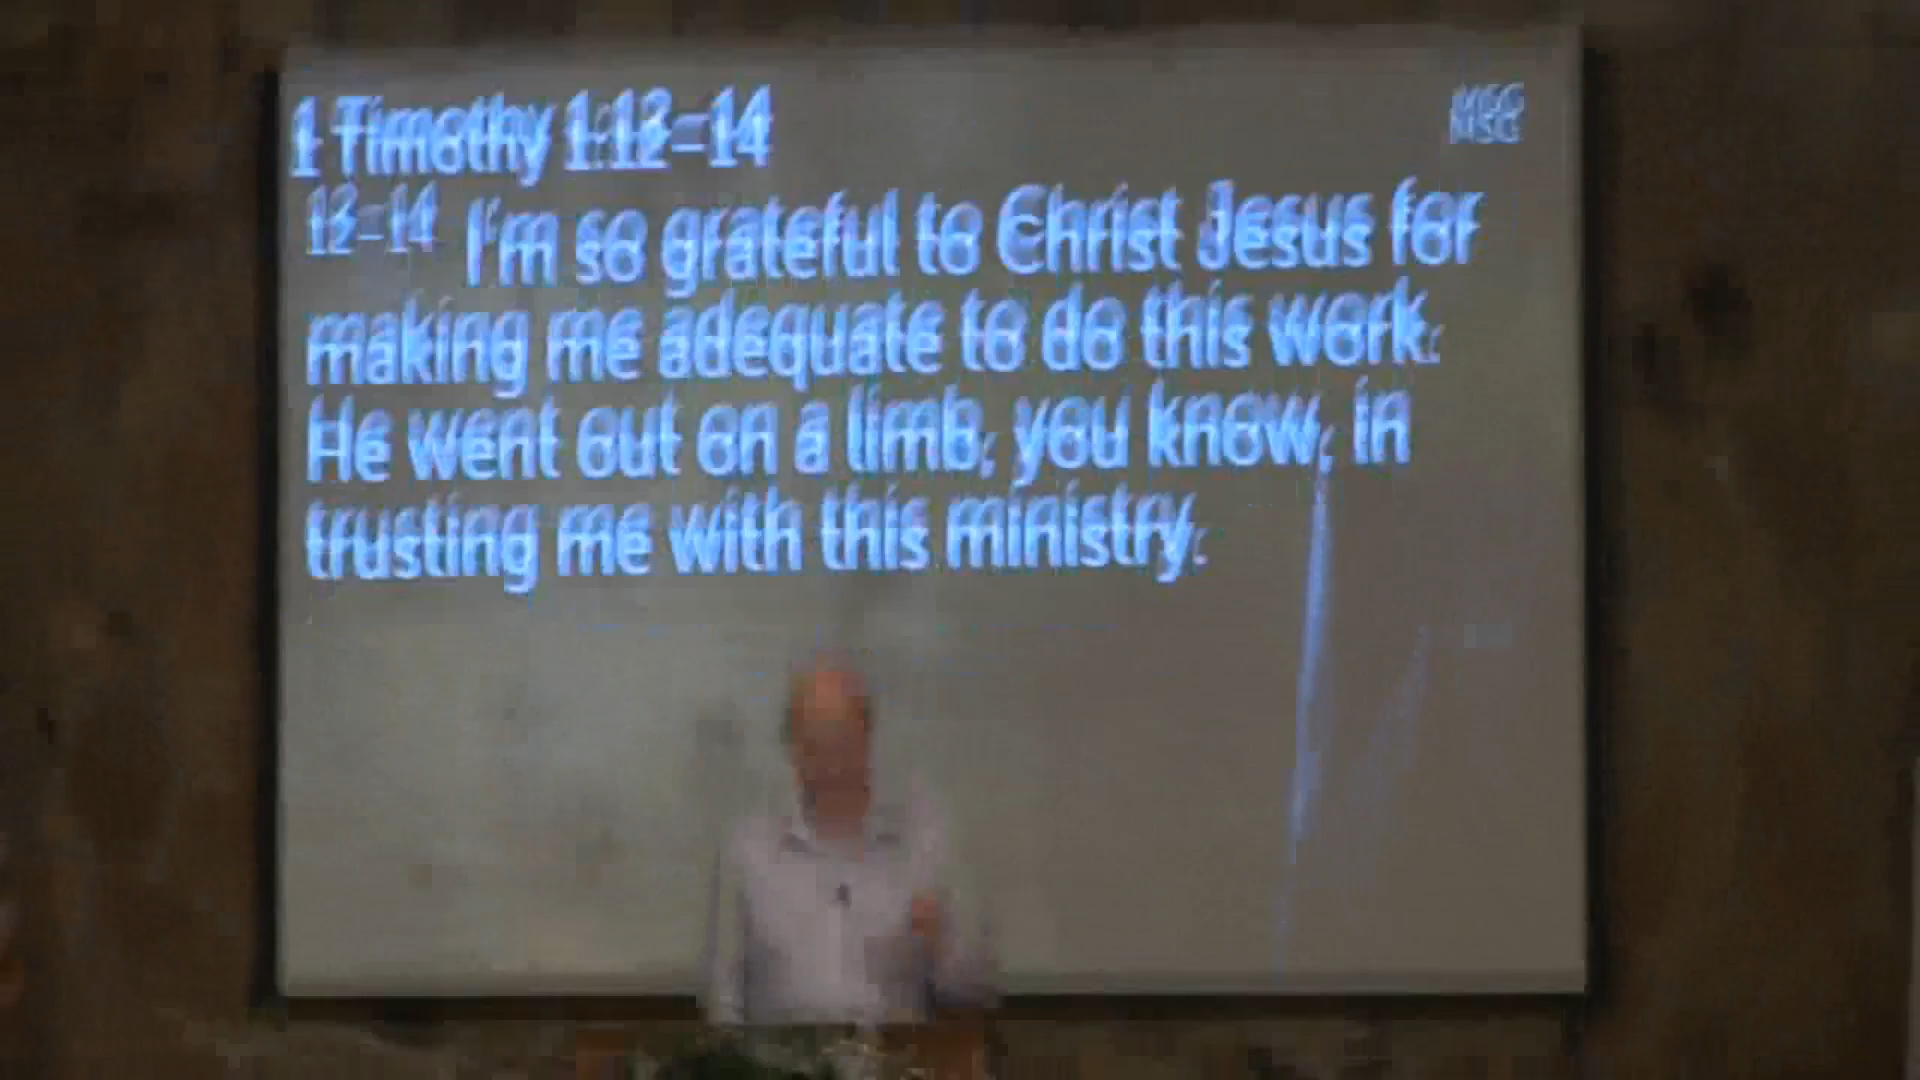 1 Timothy 1:12–14
MSG
12–14 I'm so grateful to Christ Jesus for
making me adequate to do this work.
He went out on a limb, you know, in
trusting me with this ministry.